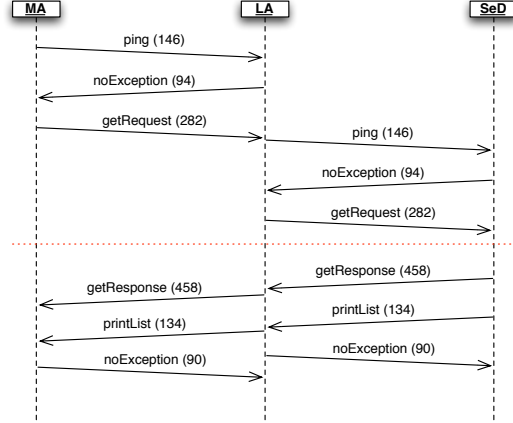 MA LA SeD
ping (146)
noException (94)
getRequest (282)
ping (146)
noException (94)
getRequest (282)
getResponse (458)
getResponse (458)
printList (134)
printList (134)
noException (90)
noException (90)